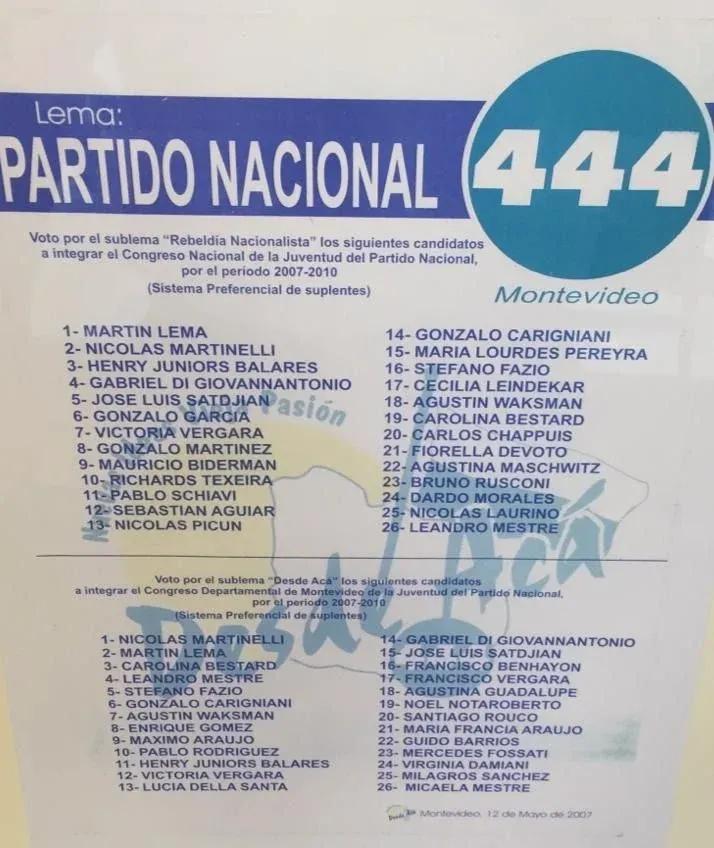 Lema:
PARTIDO NACIONAL
444
Montevideo
Voto por el sublema “Rebeldía Nacionalista” los siguientes candidatos
a integrar el Congreso Nacional de la Juventud del Partido Nacional,
por el período 2007-2010
(Sistema Preferencial de suplentes)
1- MARTIN LEMA
2- NICOLAS MARTINELLI
3- HENRY JUNIORS BALARES
4- GABRIEL DI GIOVANNANTONIO
5- JOSE LUIS SATDJIAN
6- GONZALO GARCIA
7- VICTORIA VERGARA
8- GONZALO MARTINEZ
9- MAURICIO BIDERMAN
10- RICHARDS TEXEIRA
11- PABLO SCHIAVI
12- SEBASTIAN AGUIAR
13- NICOLAS PICUN
14- GONZALO CARIGNIANI
15- MARIA LOURDES PEREYRA
16- STEFANO FAZIO
17- CECILIA LEINDEKAR
18- AGUSTIN WAKSMAN
19- CAROLINA BESTARD
20- CARLOS CHAPPUIS
21- FIORELLA DEVOTO
22- AGUSTINA MASCHWITZ
23- BRUNO RUSCONI
24- DARDO MORALES
25- NICOLAS LAURINO
26- LEANDRO MESTRE
Pasión
Desde Acá
Voto por el sublema “Desde Acá” los siguientes candidatos
a integrar el Congreso Departamental de Montevideo de la Juventud del Partido Nacional,
por el período 2007-2010
(Sistema Preferencial de suplentes)
1- NICOLAS MARTINELLI
2- MARTIN LEMA
3- CAROLINA BESTARD
4- LEANDRO MESTRE
5- STEFANO FAZIO
6- GONZALO CARIGNIANI
7- AGUSTIN WAKSMAN
8- ENRIQUE GOMEZ
9- MAXIMO ARAUJO
10- PABLO RODRIGUEZ
11- HENRY JUNIORS BALARES
12- VICTORIA VERGARA
13- LUCIA DELLA SANTA
14- GABRIEL DI GIOVANNANTONIO
15- JOSE LUIS SATDJIAN
16- FRANCISCO BENHAYON
17- FRANCISCO VERGARA
18- AGUSTINA GUADALUPE
19- NOEL NOTAROBERTO
20- SANTIAGO ROUCO
21- MARIA FRANCIA ARAUJO
22- GUIDO BARRIOS
23- MERCEDES FOSSATI
24- VIRGINIA DAMIANI
25- MILAGROS SANCHEZ
26- MICAELA MESTRE
Desde Acá Montevideo, 12 de Mayo de 2007